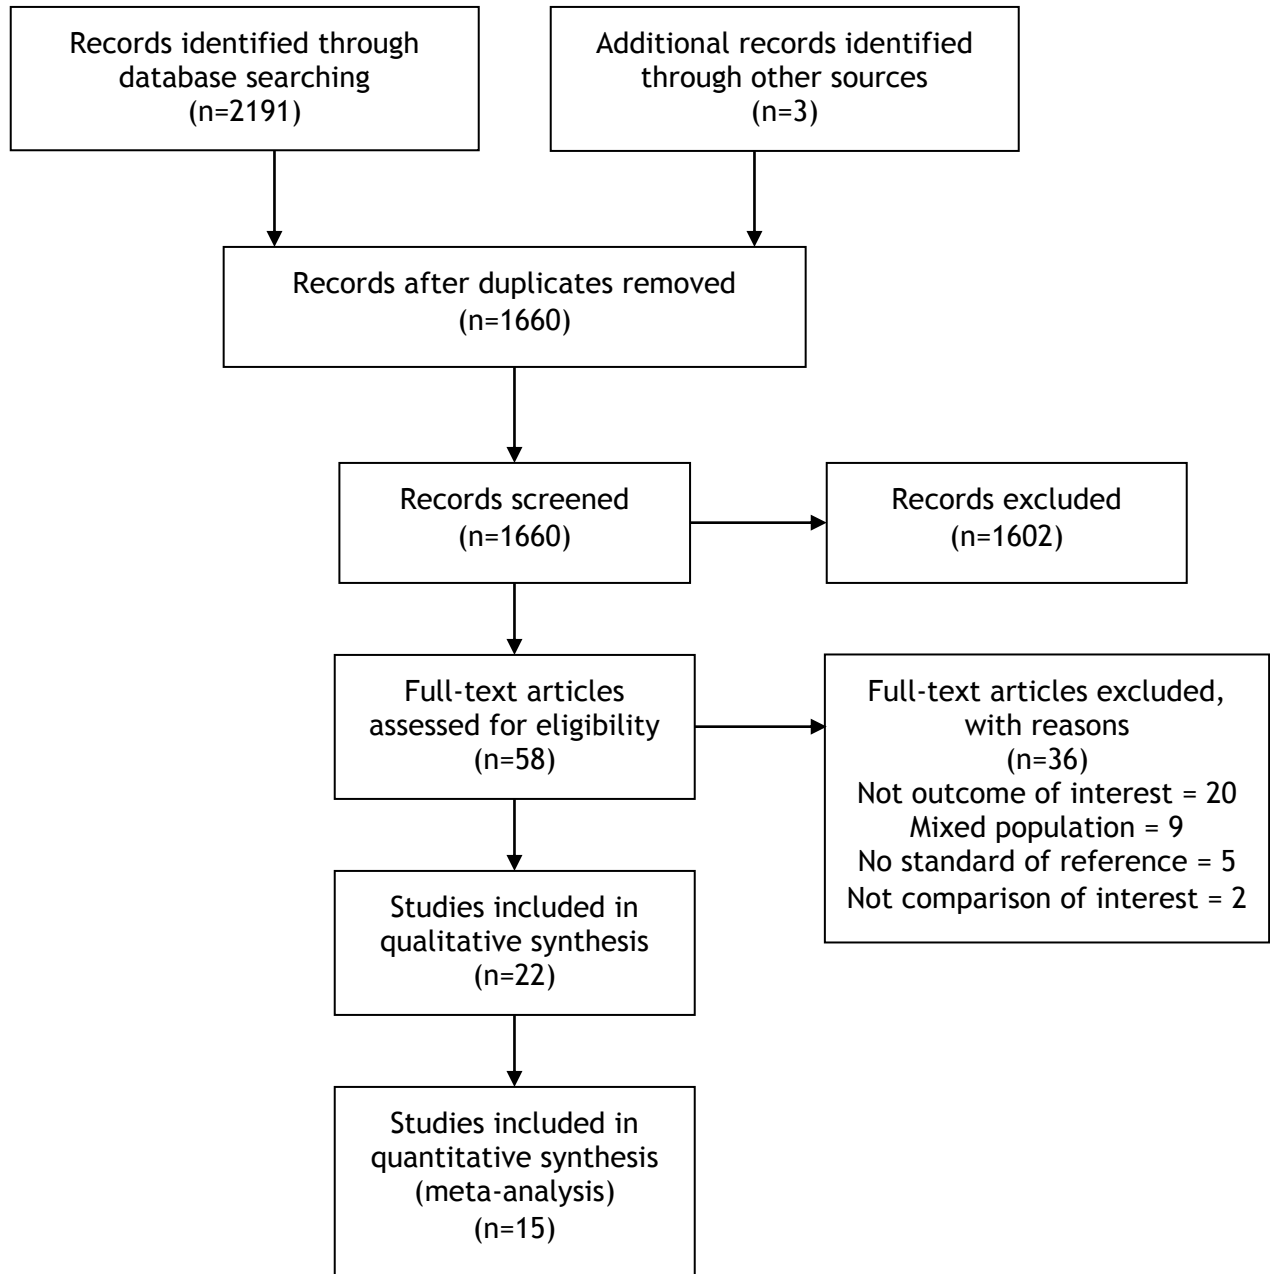 Records identified through
database searching
(n=2191)
Additional records identified
through other sources
(n=3)
Records after duplicates removed
(n=1660)
Records screened
(n=1660)
Records excluded
(n=1602)
Full-text articles
assessed for eligibility
(n=58)
Full-text articles excluded,
with reasons
(n=36)
Not outcome of interest = 20
Mixed population = 9
No standard of reference = 5
Not comparison of interest = 2
Studies included in
qualitative synthesis
(n=22)
Studies included in
quantitative synthesis
(meta-analysis)
(n=15)